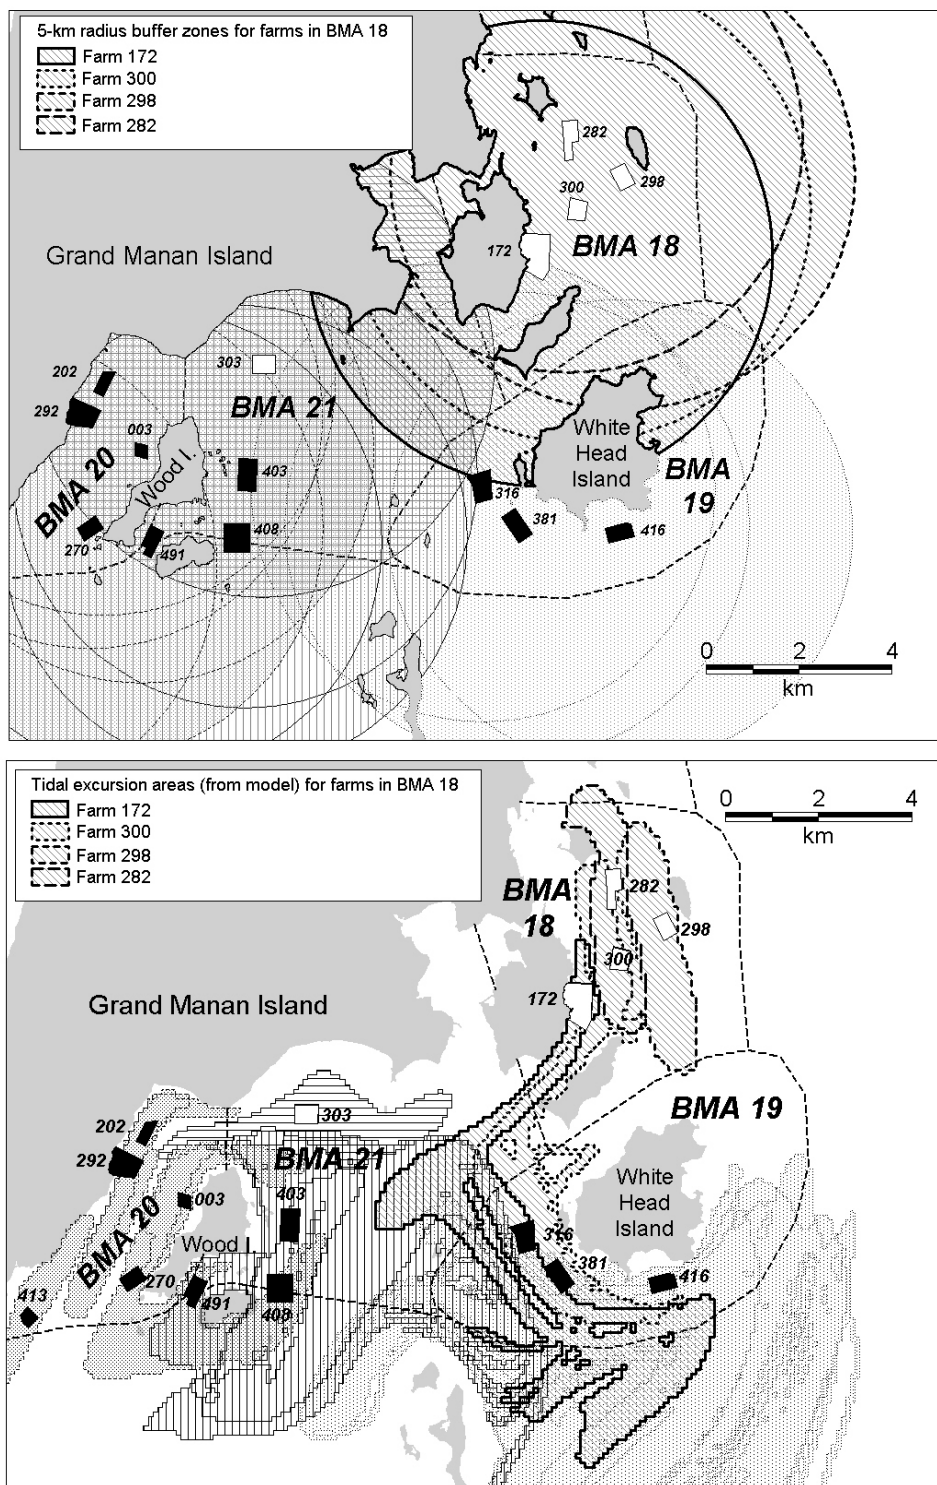 5-km radius buffer zones for farms in BMA 18
Farm 172
Farm 300
Farm 298
Farm 282
282
298
300
172
BMA 18
Grand Manan Island
303
202
292
BMA 21
003
403
BMA 20
Wood I.
White
Head
Island
BMA
19
316
381
416
270
491
408
0 2 4
km
Tidal excursion areas (from model) for farms in BMA 18
Farm 172
Farm 300
Farm 298
Farm 282
0 2 4
km
BMA
18
282
298
300
172
Grand Manan Island
303
202
292
BMA 21
BMA 19
003
403
BMA 20
Wood I.
White
Head
Island
316
381
416
270
413
491
408